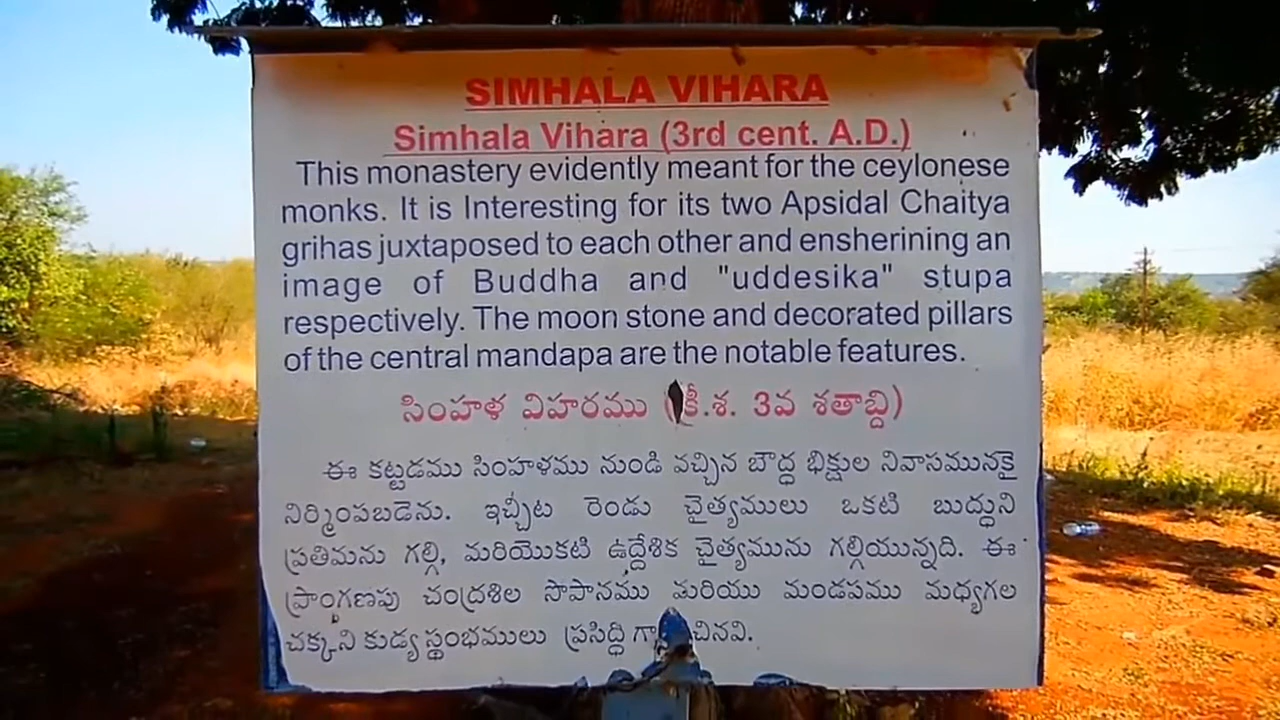 SIMHALA VIHARA
Simhala Vihara (3rd cent. A.D.)
This monastery evidently meant for the ceylonese
monks. It is Interesting for its two Apsidal Chaitya
grihas juxtaposed to each other and ensherining an
image of Buddha and "uddesika" stupa
respectively. The moon stone and decorated pillars
of the central mandapa are the notable features.
సింహళ విహరము (క్రీ.శ. 3వ శతాబ్ది)
ఈ కట్టడము సింహళము నుండి వచ్చిన బౌద్ధ భిక్షుల నివాసమునకై
నిర్మింపబడెను. ఇచ్చీట రెండు చైత్యములు ఒకటి బుద్ధుని
ప్రతిమను గల్గి, మరియొకటి ఉద్దేశిక చైత్యమును గల్గియున్నది. ఈ
ప్రాంగణపు చంద్రశిల సొపానము మరియు మండపము మధ్యగల
చక్కని కుడ్య స్థంభములు ప్రసిద్ధి